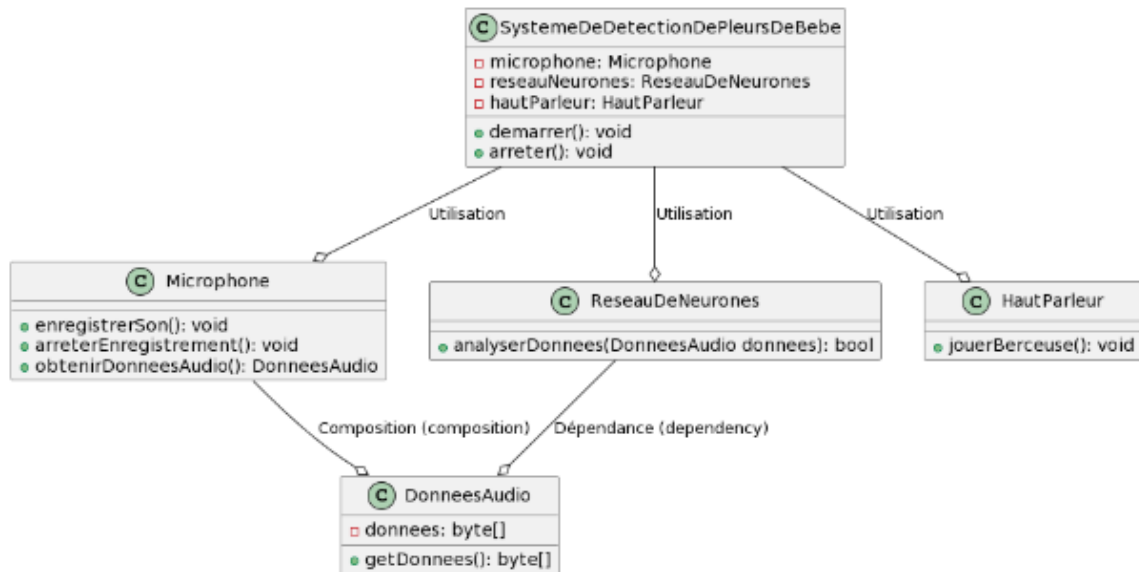 C SystemeDeDetectionDePleursDeBebe
microphone: Microphone
reseauNeurones: ReseauDeNeurones
hautParleur: HautParleur
demarrer(): void
arreter(): void
Utilisation
Utilisation
Utilisation
C Microphone
enregistrerSon(): void
arreterEnregistrement(): void
obtenirDonneesAudio(): DonneesAudio
C ReseauDeNeurones
analyserDonnees(DonneesAudio donnees): bool
C HautParleur
jouerBerceuse(): void
Composition (composition)
Dépendance (dependency)
C DonneesAudio
donnees: byte[]
getDonnees(): byte[]